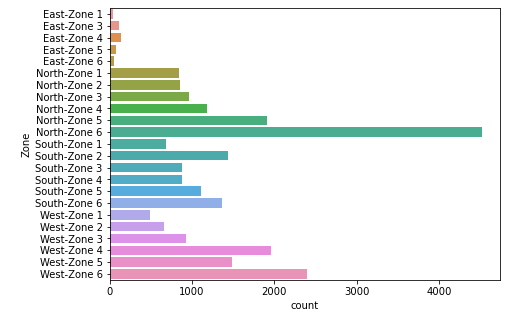 East-Zone 1
East-Zone 3
East-Zone 4
East-Zone 5
East-Zone 6
North-Zone 1
North-Zone 2
North-Zone 3
North-Zone 4
North-Zone 5
North-Zone 6
South-Zone 1
South-Zone 2
South-Zone 3
South-Zone 4
South-Zone 5
South-Zone 6
West-Zone 1
West-Zone 2
West-Zone 3
West-Zone 4
West-Zone 5
West-Zone 6
Zone
0 1000 2000 3000 4000
count